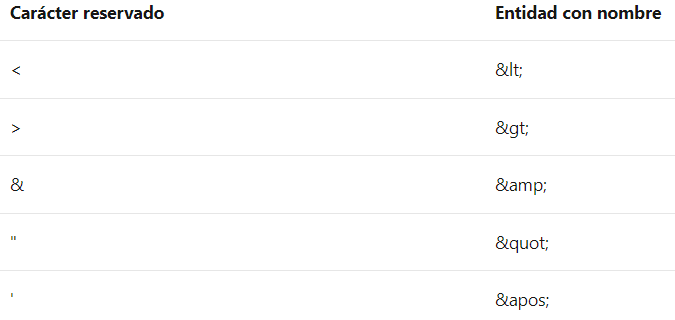 Carácter reservado Entidad con nombre
< &lt;
> &gt;
& &amp;
" &quot;
' &apos;